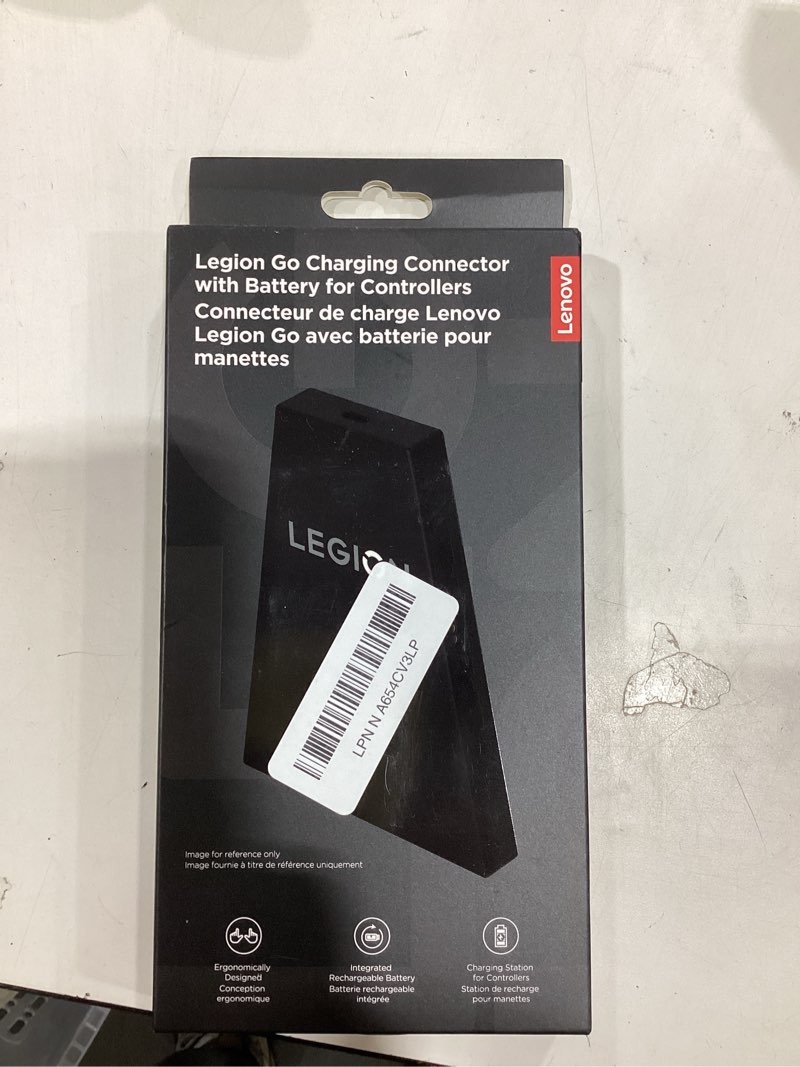 Legion Go Charging Connector
with Battery for Controllers
Connecteur de charge Lenovo
Legion Go avec batterie pour
manettes
Lenovo
LEGION
LPN N A654CV3LP
Image for reference only
Image fournie à titre de référence uniquement
Ergonomically
Designed
Conception
ergonomique
Integrated
Rechargeable Battery
Batterie rechargeable
intégrée
Charging Station
for Controllers
Station de recharge
pour manettes